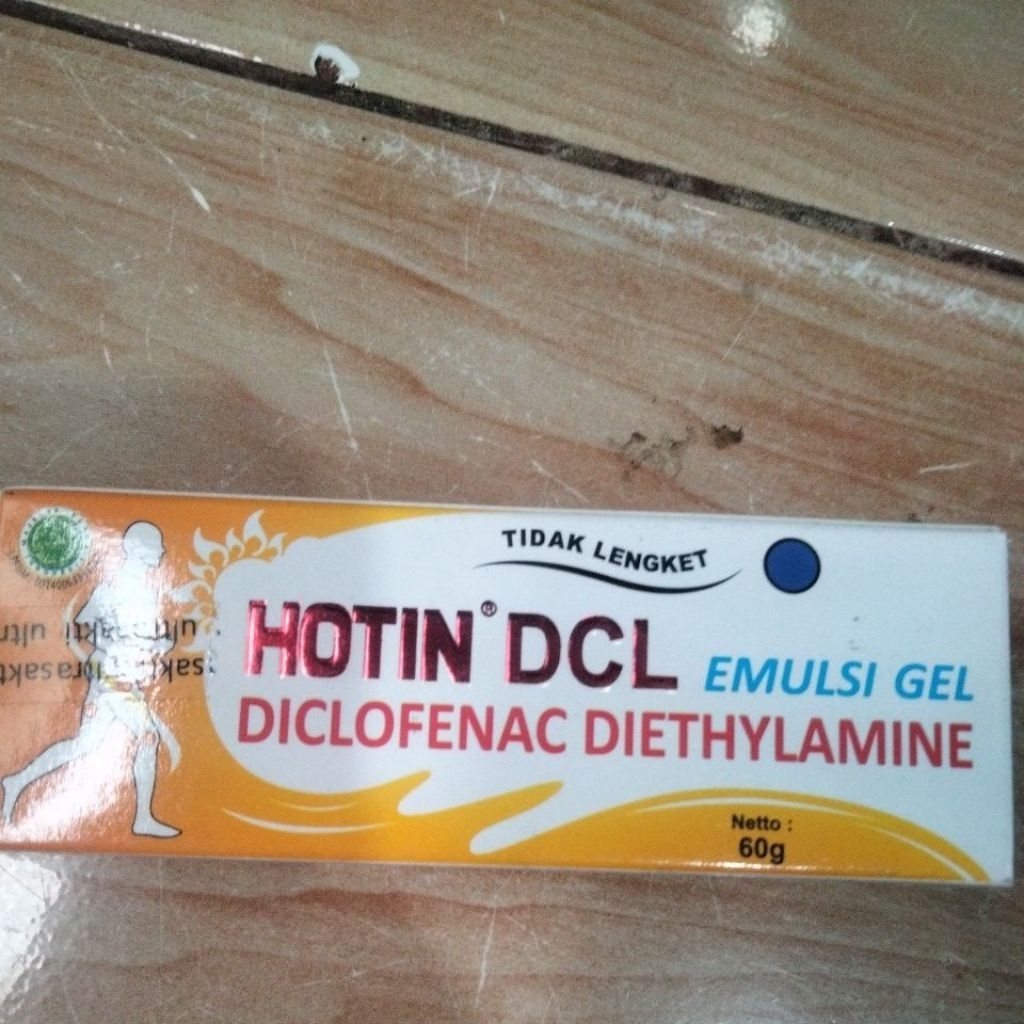 TIDAK LENGKET
HOTIN® DCL
EMULSI GEL
DICLOFENAC DIETHYLAMINE
Netto :
60g